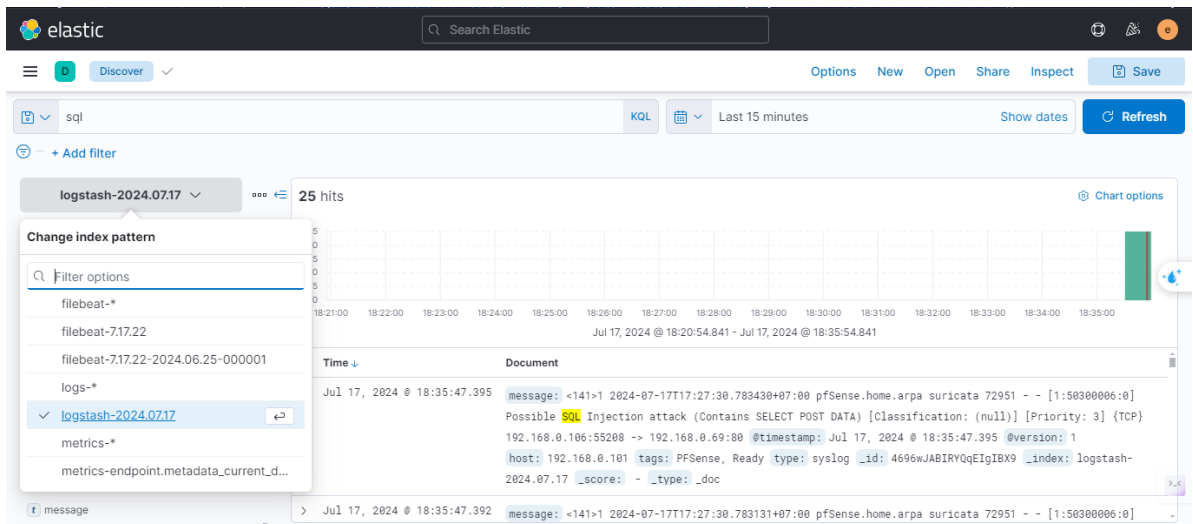 elastic
Search Elastic
e
D Discover Options New Open Share Inspect Save
sql KQL Last 15 minutes Show dates Refresh
+ Add filter
logstash-2024.07.17
25 hits Chart options
Change index pattern
Filter options
filebeat-*
filebeat-7.17.22
filebeat-7.17.22-2024.06.25-000001
logs-*
logstash-2024.07.17
metrics-*
metrics-endpoint.metadata_current_d...
t message
5
0
5
0
5
0
18:21:00 18:22:00 18:23:00 18:24:00 18:25:00 18:26:00 18:27:00 18:28:00 18:29:00 18:30:00 18:31:00 18:32:00 18:33:00 18:34:00 18:35:00
Jul 17, 2024 @ 18:20:54.841 - Jul 17, 2024 @ 18:35:54.841
Time Document
Jul 17, 2024 @ 18:35:47.395 message: <141>1 2024-07-17T17:27:30.783430+07:00 pfSense.home.arpa suricata 72951 - - [1:50300006:0]
Possible SQL Injection attack (Contains SELECT POST DATA) [Classification: (null)] [Priority: 3] {TCP}
192.168.0.106:55208 -> 192.168.0.69:80 @timestamp: Jul 17, 2024 @ 18:35:47.395 @version: 1
host: 192.168.0.101 tags: PFSense, Ready type: syslog _id: 4696wJABIRYQqEIgIBX9 _index: logstash-
2024.07.17 _score: - _type: _doc
Jul 17, 2024 @ 18:35:47.392 message: <141>1 2024-07-17T17:27:30.783131+07:00 pfSense.home.arpa suricata 72951 - - [1:50300006:0]